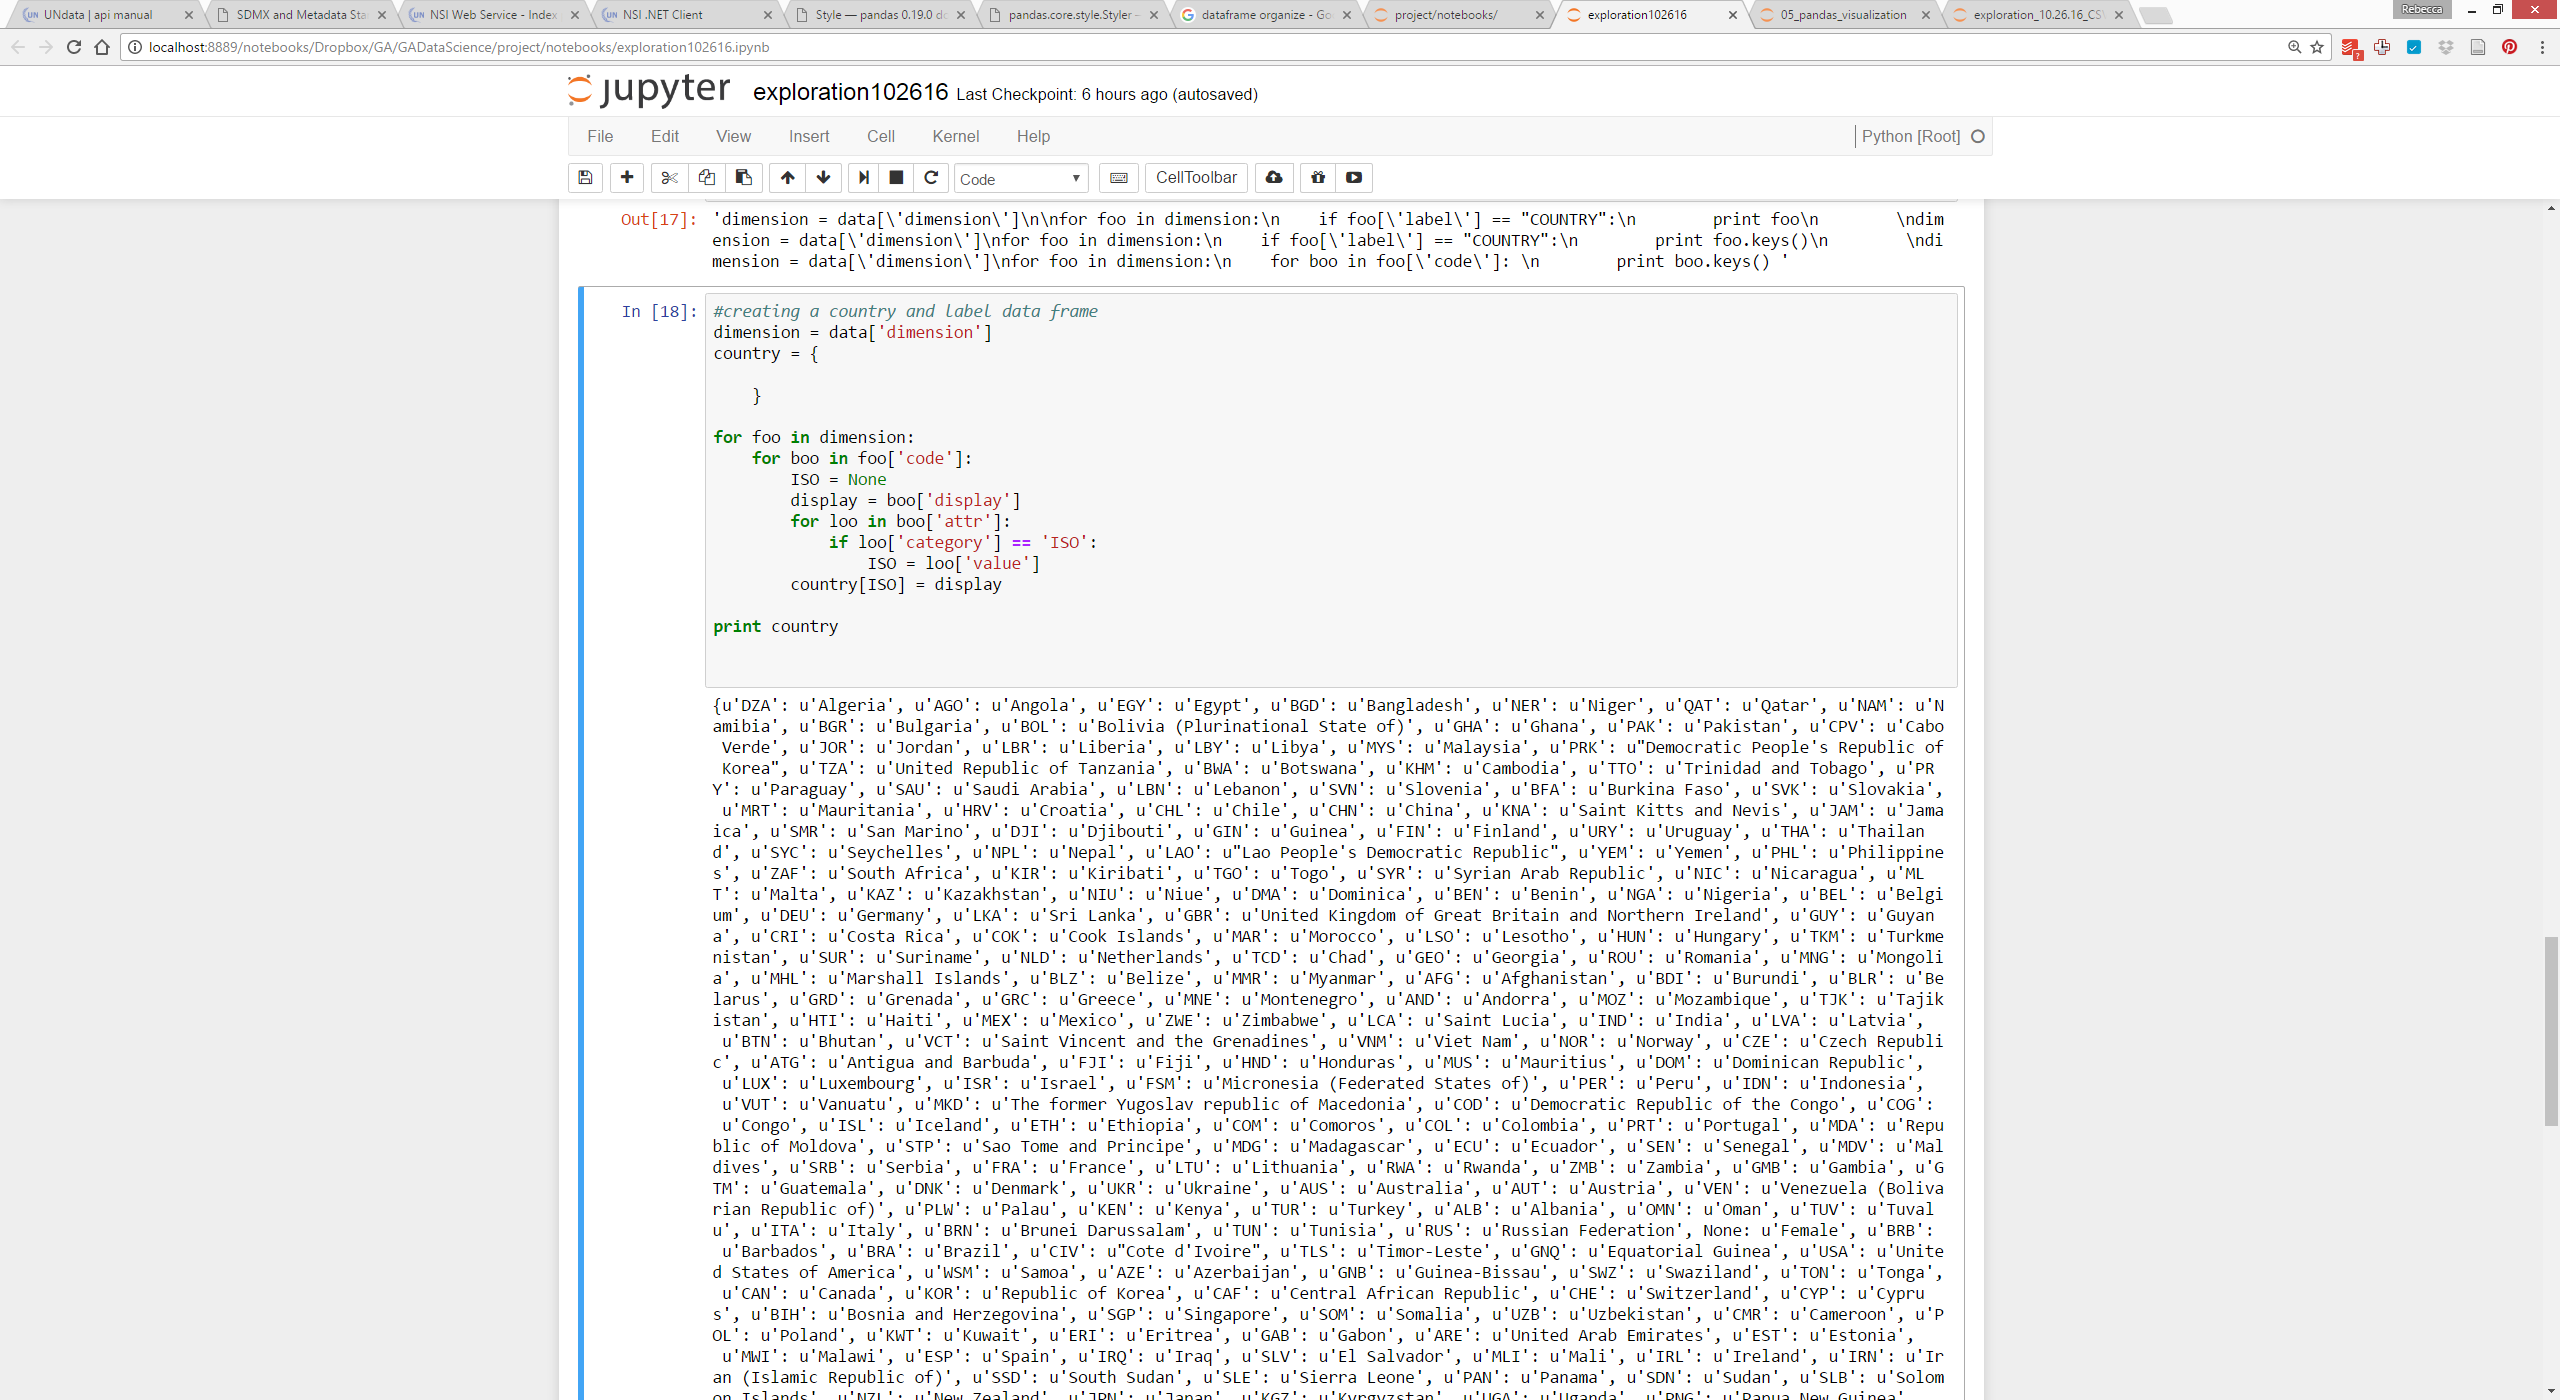 UNdata | api manual
SDMX and Metadata Sta
NSI Web Service - Index
NSI .NET Client
Style — pandas 0.19.0 do
pandas.core.style.Styler –
dataframe organize - Go
project/notebooks/
exploration102616
05_pandas_visualization
exploration_10.26.16_CS
Rebecca
localhost:8889/notebooks/Dropbox/GA/GADataScience/project/notebooks/exploration102616.ipynb
jupyter exploration102616 Last Checkpoint: 6 hours ago (autosaved)
File Edit View Insert Cell Kernel Help Python [Root]
Code CellToolbar
Out[17]: 'dimension = data[\'dimension\']\n\nfor foo in dimension:\n    if foo[\'label\'] == "COUNTRY":\n        print foo\n        \ndim
ension = data[\'dimension\']\nfor foo in dimension:\n    if foo[\'label\'] == "COUNTRY":\n        print foo.keys()\n        \ndi
mension = data[\'dimension\']\nfor foo in dimension:\n    for boo in foo[\'code\']: \n        print boo.keys() '
In [18]: #creating a country and label data frame
dimension = data['dimension']
country = {
}
for foo in dimension:
for boo in foo['code']:
ISO = None
display = boo['display']
for loo in boo['attr']:
if loo['category'] == 'ISO':
ISO = loo['value']
country[ISO] = display
print country
{u'DZA': u'Algeria', u'AGO': u'Angola', u'EGY': u'Egypt', u'BGD': u'Bangladesh', u'NER': u'Niger', u'QAT': u'Qatar', u'NAM': u'N
amibia', u'BGR': u'Bulgaria', u'BOL': u'Bolivia (Plurinational State of)', u'GHA': u'Ghana', u'PAK': u'Pakistan', u'CPV': u'Cabo
Verde', u'JOR': u'Jordan', u'LBR': u'Liberia', u'LBY': u'Libya', u'MYS': u'Malaysia', u'PRK': u"Democratic People's Republic of
Korea", u'TZA': u'United Republic of Tanzania', u'BWA': u'Botswana', u'KHM': u'Cambodia', u'TTO': u'Trinidad and Tobago', u'PR
Y': u'Paraguay', u'SAU': u'Saudi Arabia', u'LBN': u'Lebanon', u'SVN': u'Slovenia', u'BFA': u'Burkina Faso', u'SVK': u'Slovakia',
u'MRT': u'Mauritania', u'HRV': u'Croatia', u'CHL': u'Chile', u'CHN': u'China', u'KNA': u'Saint Kitts and Nevis', u'JAM': u'Jama
ica', u'SMR': u'San Marino', u'DJI': u'Djibouti', u'GIN': u'Guinea', u'FIN': u'Finland', u'URY': u'Uruguay', u'THA': u'Thailan
d', u'SYC': u'Seychelles', u'NPL': u'Nepal', u'LAO': u"Lao People's Democratic Republic", u'YEM': u'Yemen', u'PHL': u'Philippine
s', u'ZAF': u'South Africa', u'KIR': u'Kiribati', u'TGO': u'Togo', u'SYR': u'Syrian Arab Republic', u'NIC': u'Nicaragua', u'ML
T': u'Malta', u'KAZ': u'Kazakhstan', u'NIU': u'Niue', u'DMA': u'Dominica', u'BEN': u'Benin', u'NGA': u'Nigeria', u'BEL': u'Belgi
um', u'DEU': u'Germany', u'LKA': u'Sri Lanka', u'GBR': u'United Kingdom of Great Britain and Northern Ireland', u'GUY': u'Guyan
a', u'CRI': u'Costa Rica', u'COK': u'Cook Islands', u'MAR': u'Morocco', u'LSO': u'Lesotho', u'HUN': u'Hungary', u'TKM': u'Turkme
nistan', u'SUR': u'Suriname', u'NLD': u'Netherlands', u'TCD': u'Chad', u'GEO': u'Georgia', u'ROU': u'Romania', u'MNG': u'Mongoli
a', u'MHL': u'Marshall Islands', u'BLZ': u'Belize', u'MMR': u'Myanmar', u'AFG': u'Afghanistan', u'BDI': u'Burundi', u'BLR': u'Be
larus', u'GRD': u'Grenada', u'GRC': u'Greece', u'MNE': u'Montenegro', u'AND': u'Andorra', u'MOZ': u'Mozambique', u'TJK': u'Tajik
istan', u'HTI': u'Haiti', u'MEX': u'Mexico', u'ZWE': u'Zimbabwe', u'LCA': u'Saint Lucia', u'IND': u'India', u'LVA': u'Latvia',
u'BTN': u'Bhutan', u'VCT': u'Saint Vincent and the Grenadines', u'VNM': u'Viet Nam', u'NOR': u'Norway', u'CZE': u'Czech Republi
c', u'ATG': u'Antigua and Barbuda', u'FJI': u'Fiji', u'HND': u'Honduras', u'MUS': u'Mauritius', u'DOM': u'Dominican Republic',
u'LUX': u'Luxembourg', u'ISR': u'Israel', u'FSM': u'Micronesia (Federated States of)', u'PER': u'Peru', u'IDN': u'Indonesia',
u'VUT': u'Vanuatu', u'MKD': u'The former Yugoslav republic of Macedonia', u'COD': u'Democratic Republic of the Congo', u'COG':
u'Congo', u'ISL': u'Iceland', u'ETH': u'Ethiopia', u'COM': u'Comoros', u'COL': u'Colombia', u'PRT': u'Portugal', u'MDA': u'Repu
blic of Moldova', u'STP': u'Sao Tome and Principe', u'MDG': u'Madagascar', u'ECU': u'Ecuador', u'SEN': u'Senegal', u'MDV': u'Mal
dives', u'SRB': u'Serbia', u'FRA': u'France', u'LTU': u'Lithuania', u'RWA': u'Rwanda', u'ZMB': u'Zambia', u'GMB': u'Gambia', u'G
TM': u'Guatemala', u'DNK': u'Denmark', u'UKR': u'Ukraine', u'AUS': u'Australia', u'AUT': u'Austria', u'VEN': u'Venezuela (Boliva
rian Republic of)', u'PLW': u'Palau', u'KEN': u'Kenya', u'TUR': u'Turkey', u'ALB': u'Albania', u'OMN': u'Oman', u'TUV': u'Tuval
u', u'ITA': u'Italy', u'BRN': u'Brunei Darussalam', u'TUN': u'Tunisia', u'RUS': u'Russian Federation', None: u'Female', u'BRB':
u'Barbados', u'BRA': u'Brazil', u'CIV': u"Cote d'Ivoire", u'TLS': u'Timor-Leste', u'GNQ': u'Equatorial Guinea', u'USA': u'Unite
d States of America', u'WSM': u'Samoa', u'AZE': u'Azerbaijan', u'GNB': u'Guinea-Bissau', u'SWZ': u'Swaziland', u'TON': u'Tonga',
u'CAN': u'Canada', u'KOR': u'Republic of Korea', u'CAF': u'Central African Republic', u'CHE': u'Switzerland', u'CYP': u'Cypru
s', u'BIH': u'Bosnia and Herzegovina', u'SGP': u'Singapore', u'SOM': u'Somalia', u'UZB': u'Uzbekistan', u'CMR': u'Cameroon', u'P
OL': u'Poland', u'KWT': u'Kuwait', u'ERI': u'Eritrea', u'GAB': u'Gabon', u'ARE': u'United Arab Emirates', u'EST': u'Estonia',
u'MWI': u'Malawi', u'ESP': u'Spain', u'IRQ': u'Iraq', u'SLV': u'El Salvador', u'MLI': u'Mali', u'IRL': u'Ireland', u'IRN': u'Ir
an (Islamic Republic of)', u'SSD': u'South Sudan', u'SLE': u'Sierra Leone', u'PAN': u'Panama', u'SDN': u'Sudan', u'SLB': u'Solom
on Islands', u'NZL': u'New Zealand', u'JPN': u'Japan', u'KGZ': u'Kyrgyzstan', u'UGA': u'Uganda', u'PNG': u'Papua New Guinea',